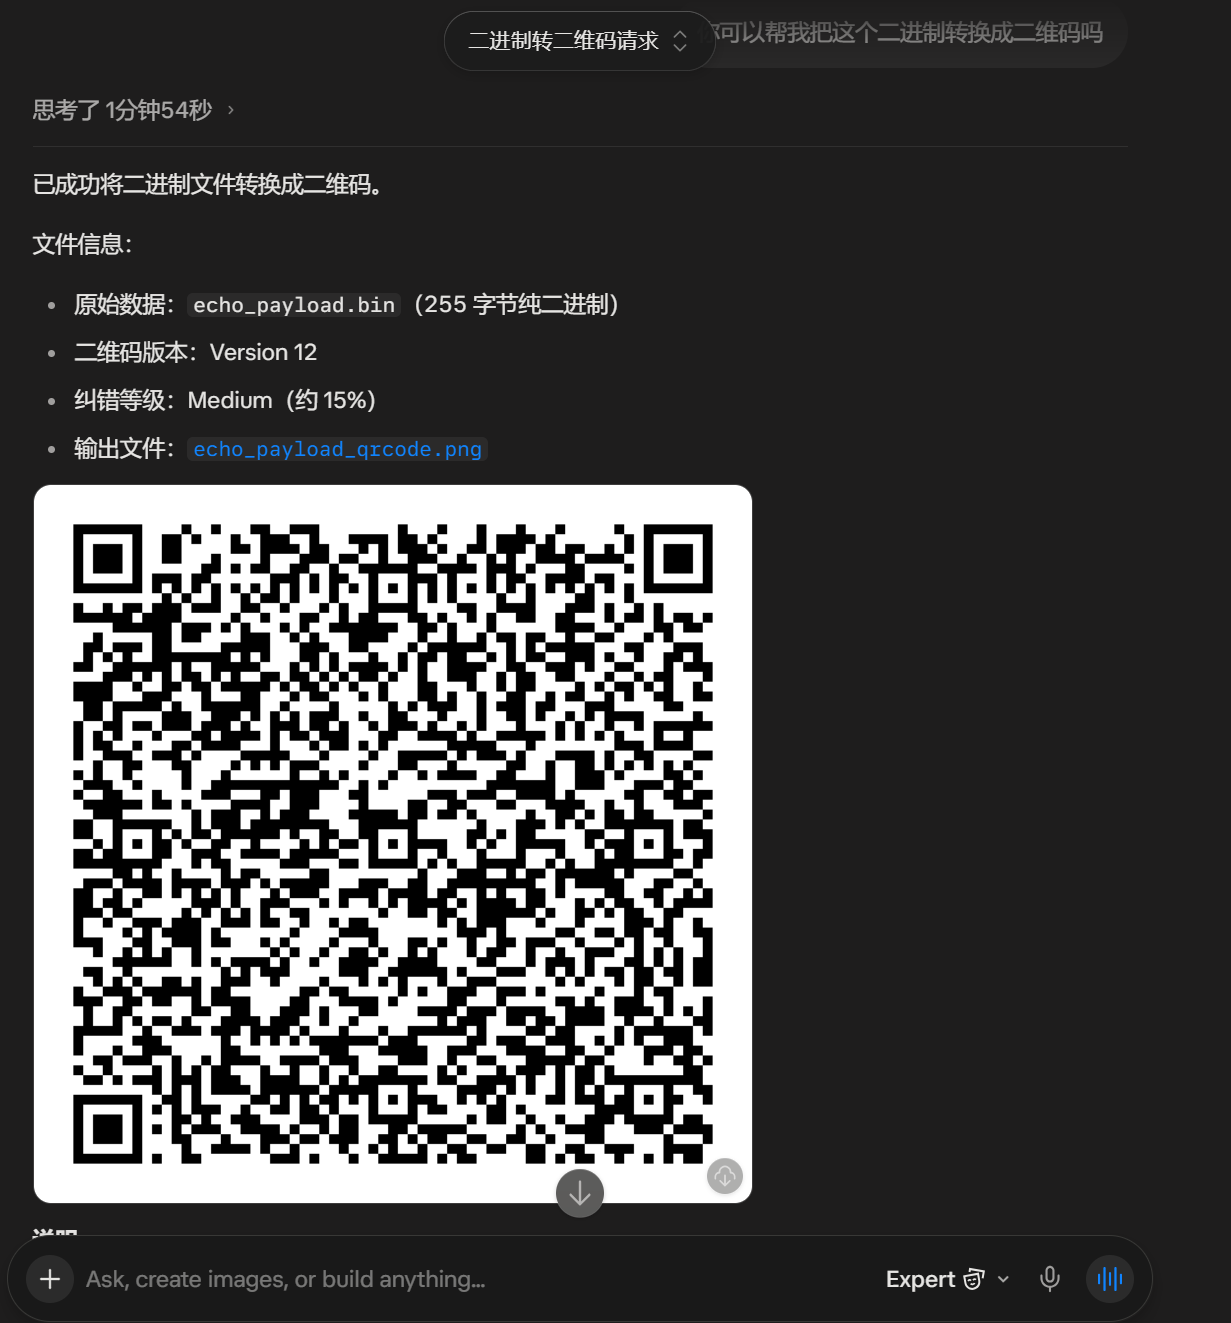 二进制转二维码请求
你可以帮我把这个二进制转换成二维码吗
思考了 1分钟54秒
已成功将二进制文件转换成二维码。
文件信息：
原始数据：echo_payload.bin（255 字节纯二进制）
二维码版本：Version 12
纠错等级：Medium（约 15%）
输出文件：echo_payload_qrcode.png
Ask, create images, or build anything...
Expert